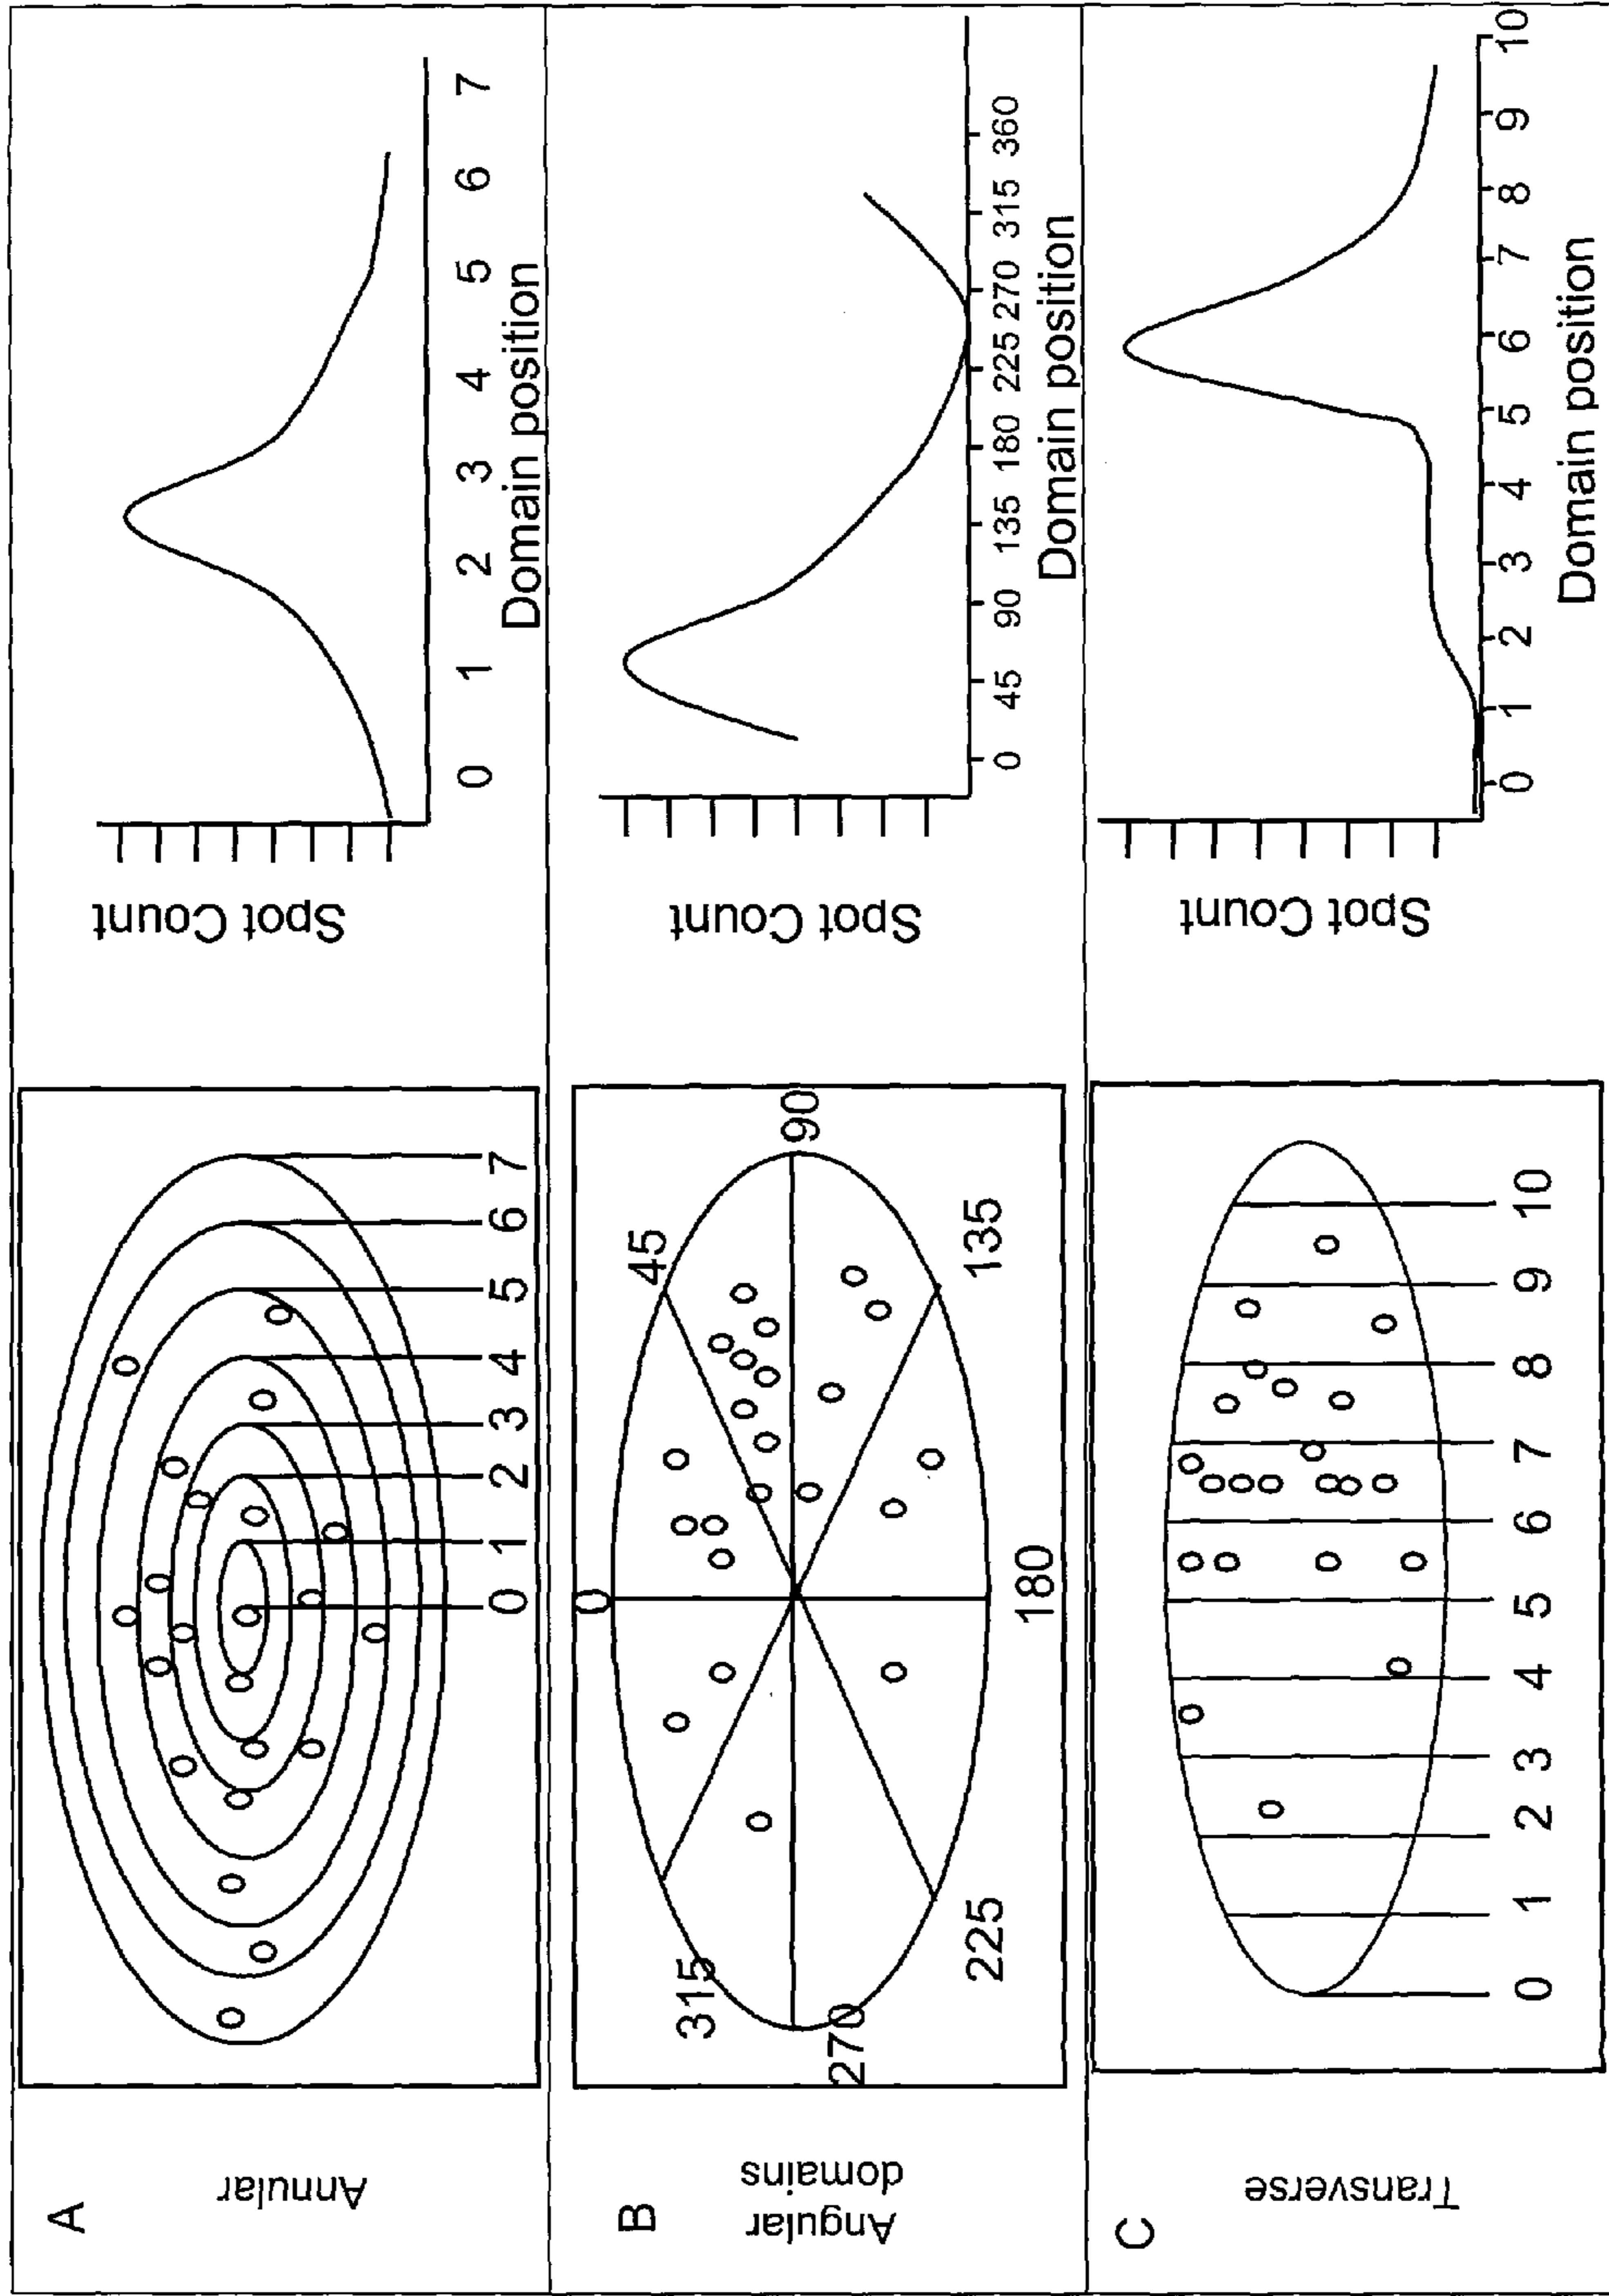 A
Annular
0 1 2 3 4 5 6 7
Spot Count
0 1 2 3 4 5 6 7
Domain position
B
Angular
domains
0
45
90
135
180
225
270
315
Spot Count
0 45 90 135 180 225 270 315 360
Domain position
C
Transverse
0 1 2 3 4 5 6 7 8 9 10
Spot Count
0 1 2 3 4 5 6 7 8 9 10
Domain position